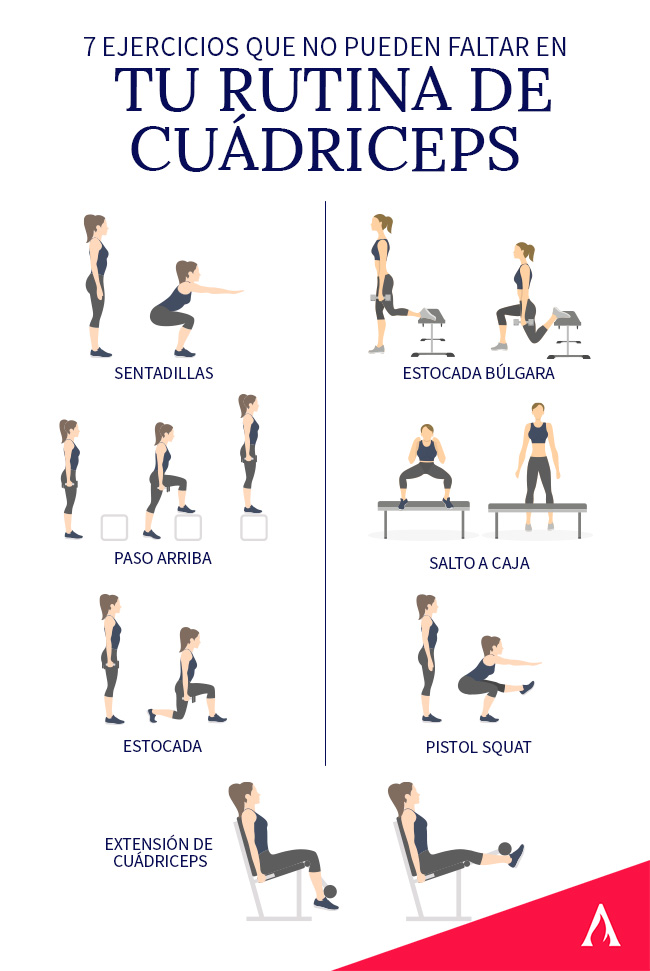 7 EJERCICIOS QUE NO PUEDEN FALTAR EN
TU RUTINA DE
CUÁDRICEPS
SENTADILLAS
ESTOCADA BÚLGARA
PASO ARRIBA
SALTO A CAJA
ESTOCADA
PISTOL SQUAT
EXTENSIÓN DE
CUÁDRICEPS